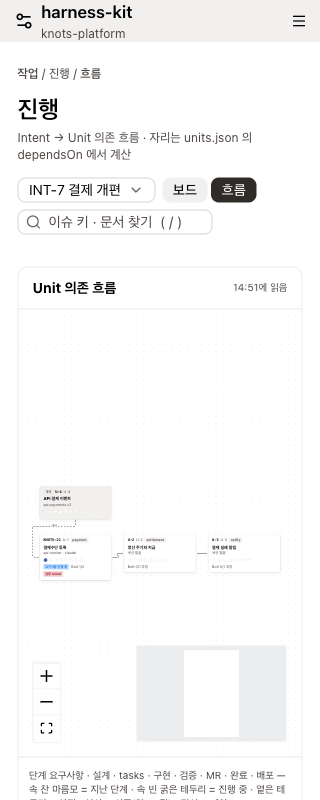 harness-kit
knots-platform
작업 / 진행 / 흐름
진행
Intent → Unit 의존 흐름 · 자리는 units.json 의
dependsOn 에서 계산
INT-7 결제 개편
보드
흐름
이슈 키 · 문서 찾기 ( / )
Unit 의존 흐름
14:51에 읽음
API 결제 이벤트
KNOTS-21
payment
결제수단 등록
정산 주기와 지급
결제 실패 알림
단계 요구사항 · 설계 · tasks · 구현 · 검증 · MR · 완료 · 배포 —
속 찬 마름모 = 지난 단계 · 속 빈 굵은 테두리 = 진행 중 · 옅은 테